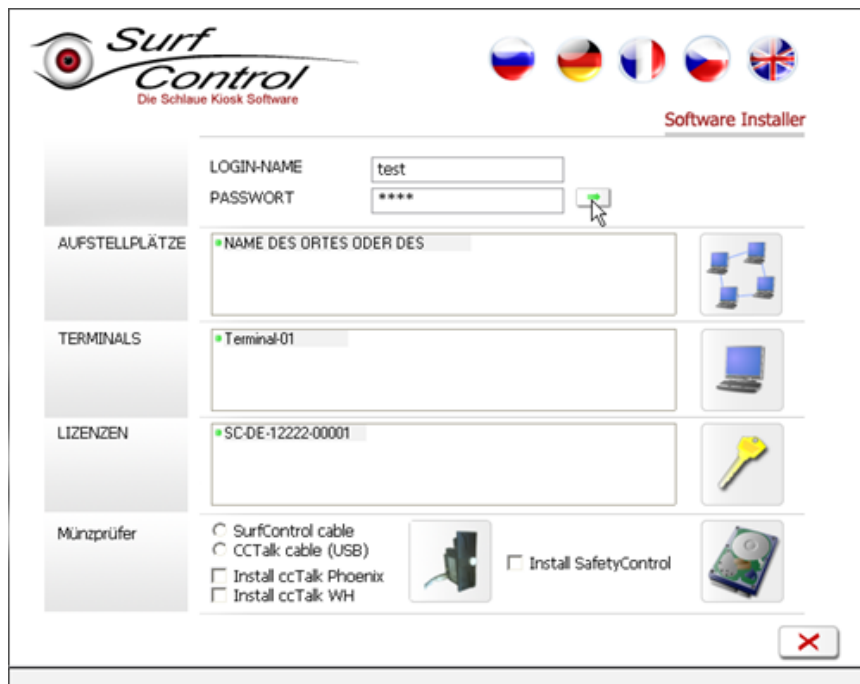 Surf
Control
Die Schlaue Kiosk Software
Software Installer
LOGIN-NAME
test
PASSWORT
****
AUFSTELLPLÄTZE
NAME DES ORTES ODER DES
TERMINALS
Terminal-01
LIZENZEN
SC-DE-12222-00001
Münzprüfer
SurfControl cable
CCTalk cable (USB)
Install ccTalk Phoenix
Install ccTalk WH
Install SafetyControl